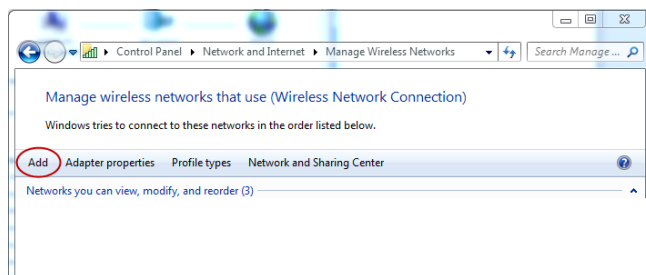 Control Panel Network and Internet Manage Wireless Networks Search Manage ...
Manage wireless networks that use (Wireless Network Connection)
Windows tries to connect to these networks in the order listed below.
Add Adapter properties Profile types Network and Sharing Center
Networks you can view, modify, and reorder (3)